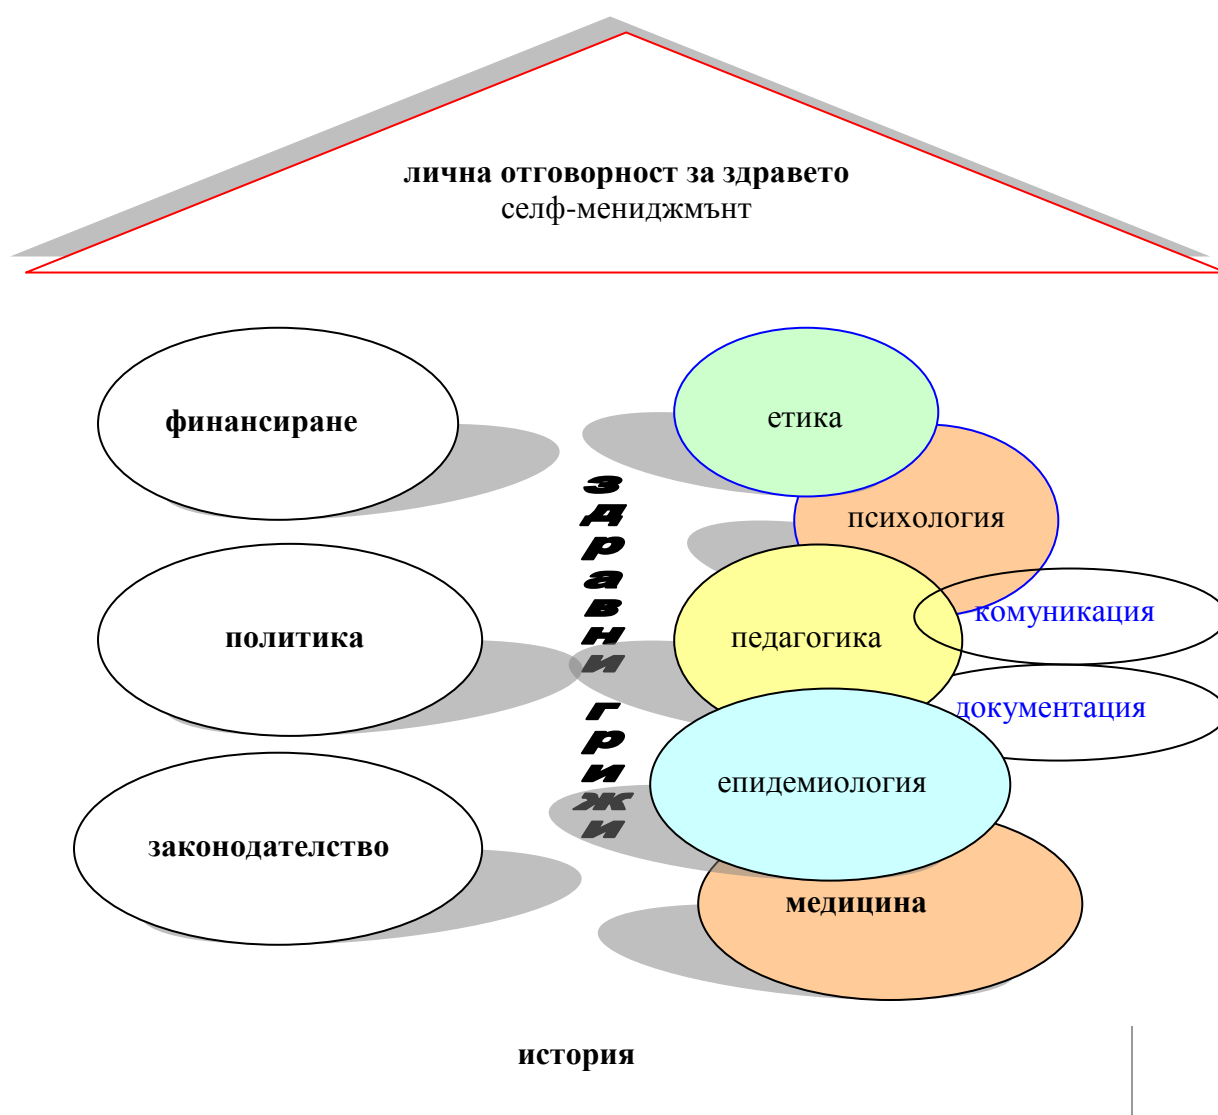 лична отговорност за здравето
селф-мениджмънт
финансиране
етика
психология
здравни грижи
политика
педагогика
комуникация
документация
епидемиология
законодателство
медицина
история